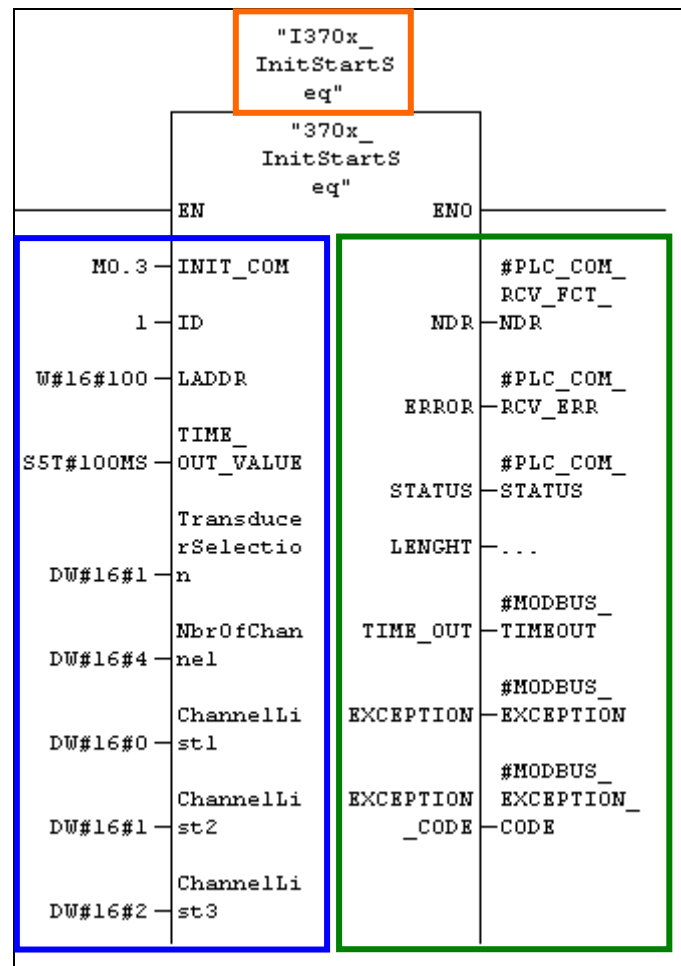 "I370x_
InitStartS
eq"
"370x_
InitStartS
eq"
EN ENO
M0.3 INIT_COM #PLC_COM_
RCV_FCT_
1 ID NDR NDR
W#16#100 LADDR #PLC_COM_
ERROR RCV_ERR
TIME_
S5T#100MS OUT_VALUE #PLC_COM_
STATUS STATUS
Transduce
rSelectio LENGHT ...
DW#16#1 n
#MODBUS_
NbrOfChan TIME_OUT TIMEOUT
DW#16#4 nel
#MODBUS_
ChannelLi EXCEPTION EXCEPTION
DW#16#0 st1
#MODBUS_
ChannelLi EXCEPTION EXCEPTION_
DW#16#1 st2 _CODE CODE
ChannelLi
DW#16#2 st3